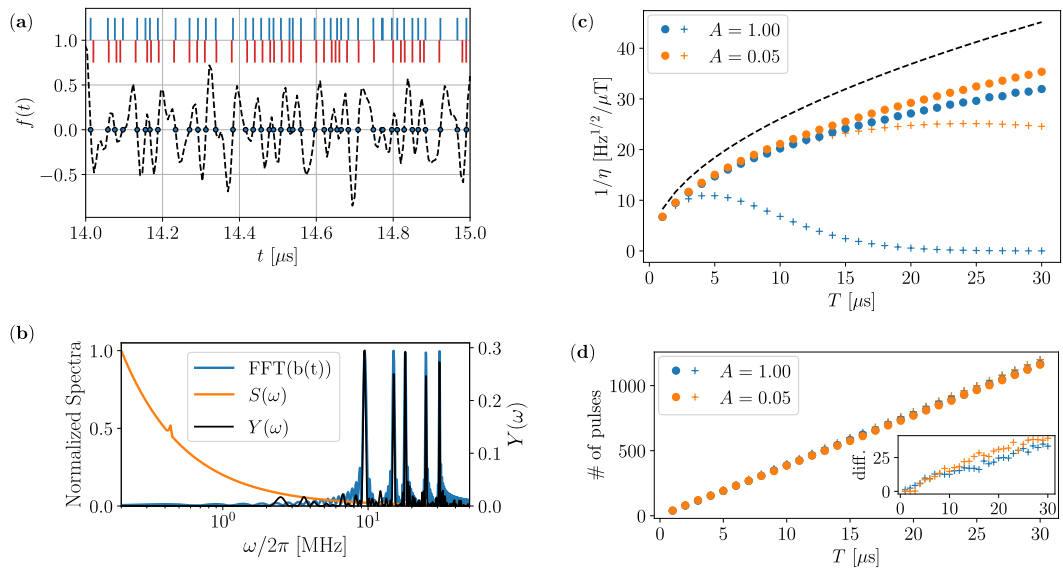 (a)
1.0
0.5
0.0
−0.5
f(t)
14.0 14.2 14.4 14.6 14.8 15.0
t [μs]
(b)
1.0
0.5
0.0
Normalized Spectra
FFT(b(t))
S(ω)
Y(ω)
0.3
0.2
0.1
0.0
Y(ω)
10⁰ 10¹
ω/2π [MHz]
(c)
A = 1.00
A = 0.05
40
30
20
10
0
1/η [Hz^{1/2}/μT]
0 5 10 15 20 25 30
T [μs]
(d)
A = 1.00
A = 0.05
1000
500
0
# of pulses
25
0
diff.
0 10 20 30
0 5 10 15 20 25 30
T [μs]